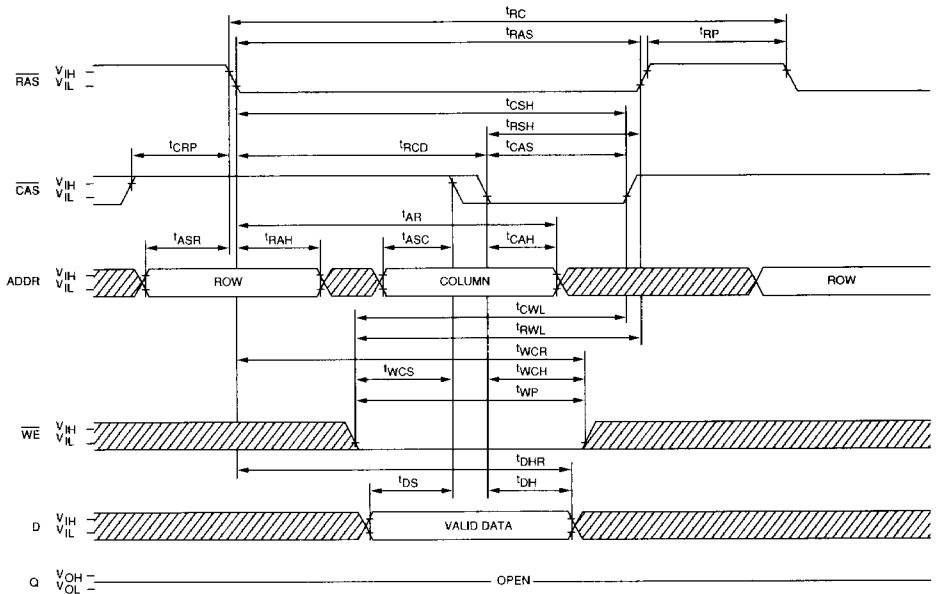 tRC
tRAS
tRP
RAS VIH VIL
tCSH
tRSH
tCRP tRCD tCAS
CAS VIH VIL
tAR
tASR tRAH tASC tCAH
ADDR VIH VIL ROW COLUMN ROW
tCWL
tRWL
tWCR
tWCS tWCH
tWP
WE VIH VIL
tDHR
tDS tDH
D VIH VIL VALID DATA
Q VOH VOL OPEN